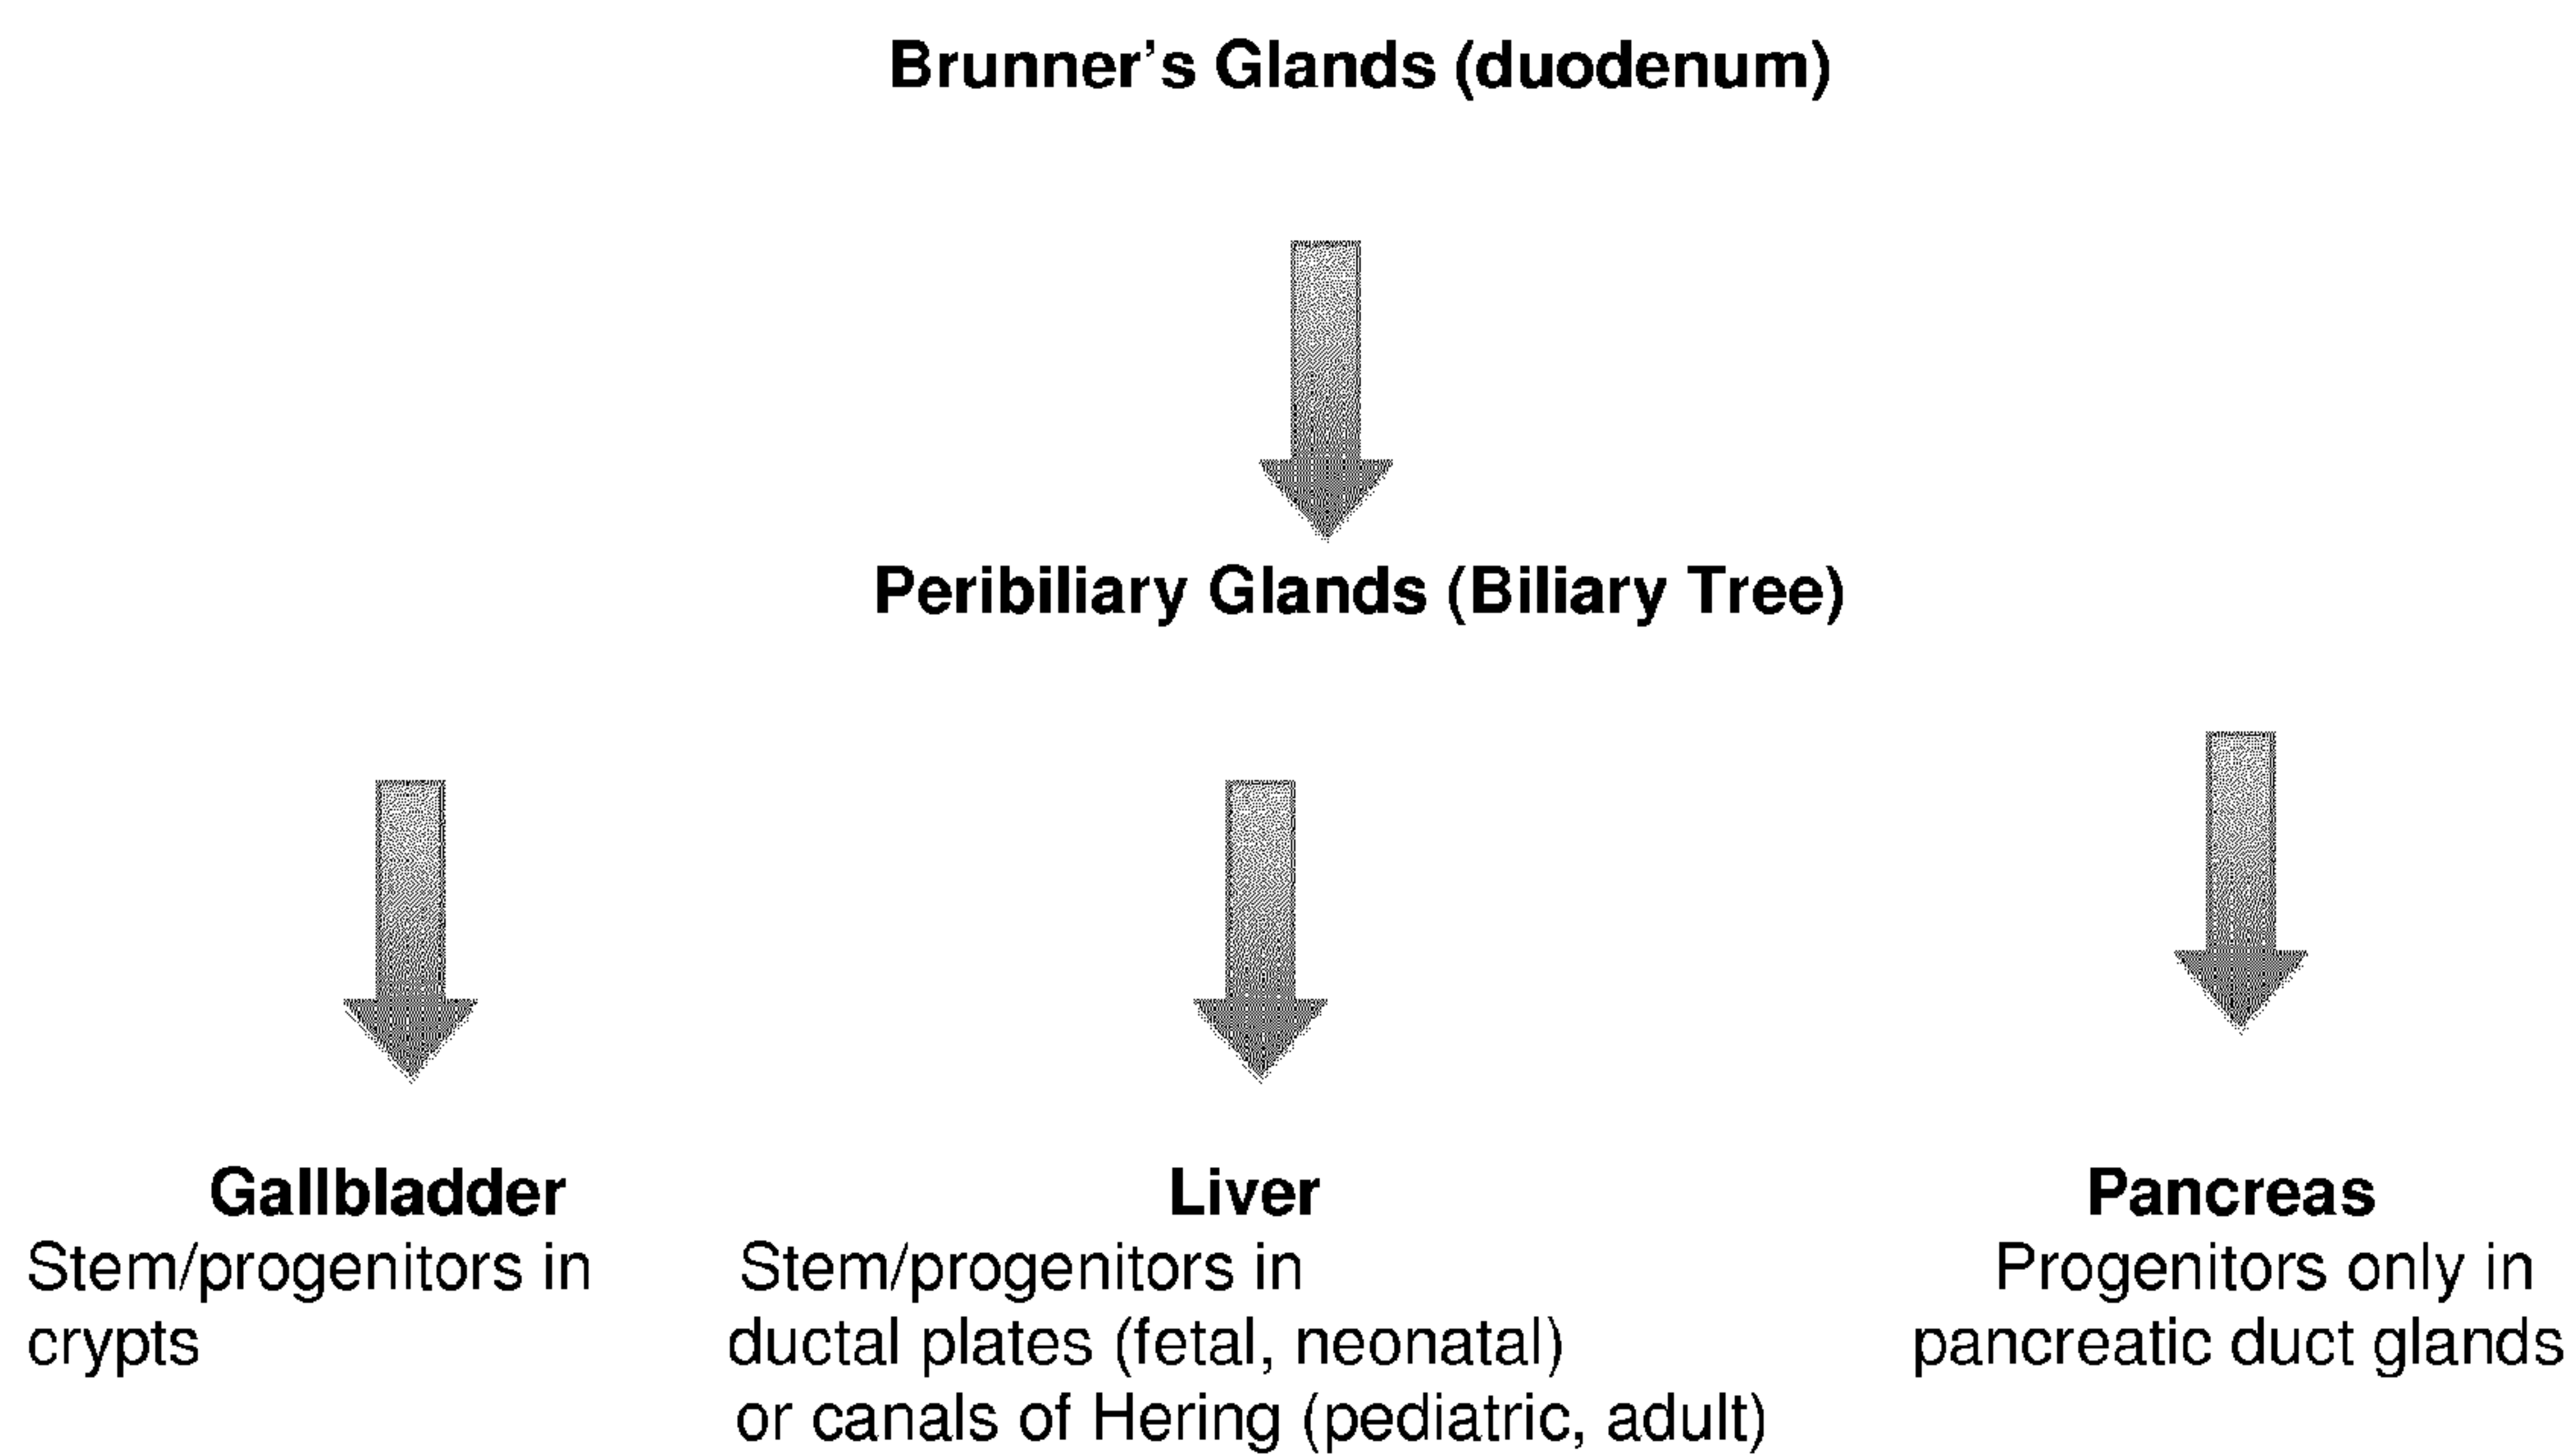 Brunner's Glands (duodenum)
Peribiliary Glands (Biliary Tree)
Gallbladder
Stem/progenitors in
crypts
Liver
Stem/progenitors in
ductal plates (fetal, neonatal)
or canals of Hering (pediatric, adult)
Pancreas
Progenitors only in
pancreatic duct glands